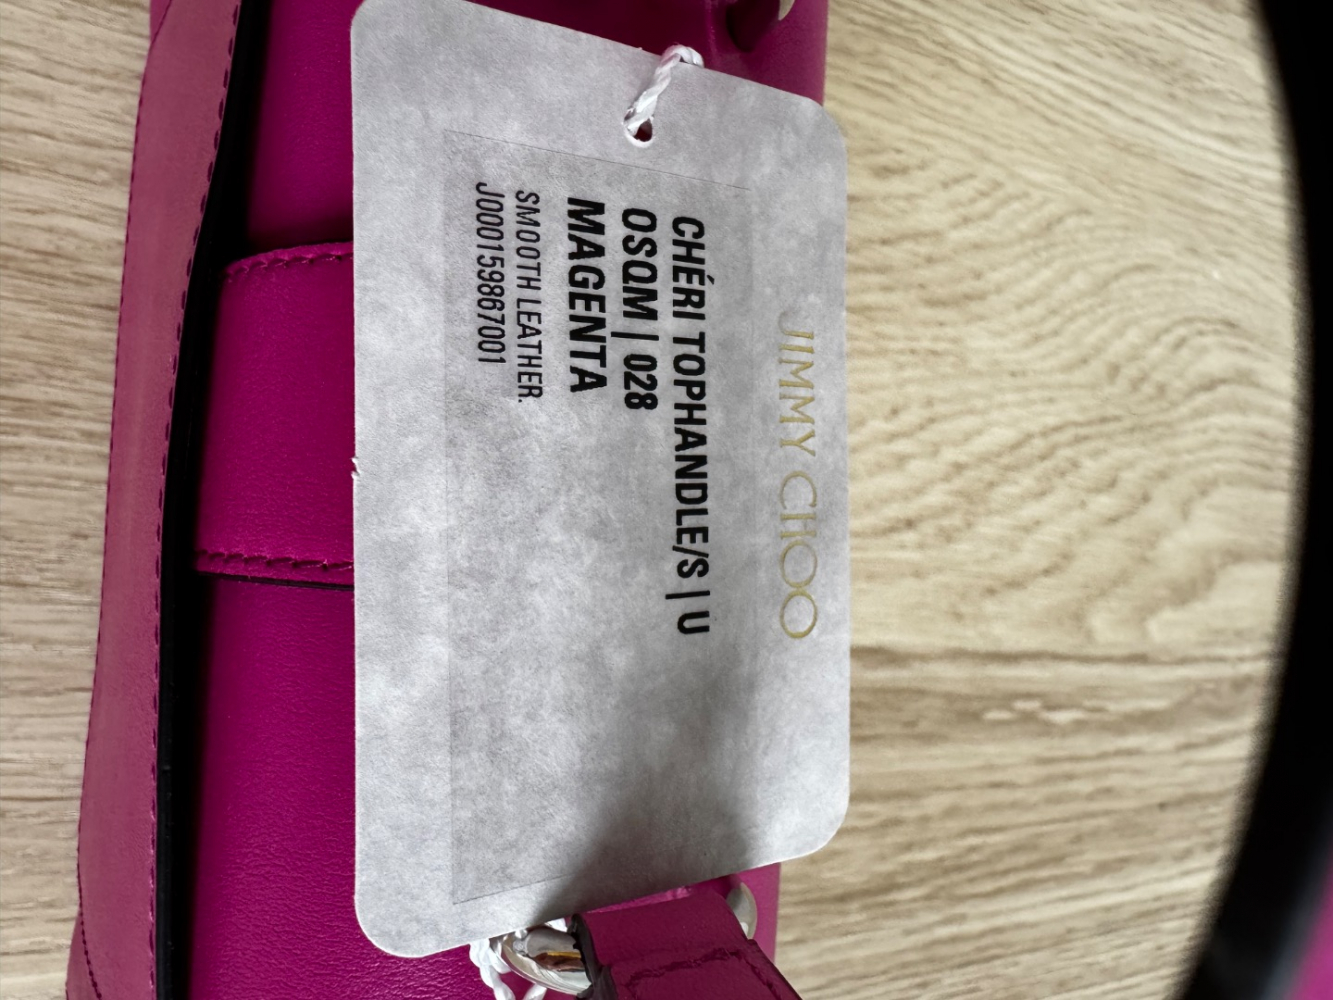 JIMMY CHOO
CHÉRI TOPHANDLE/S | U
OSQM | 028
MAGENTA
SMOOTH LEATHER.
J000159867001